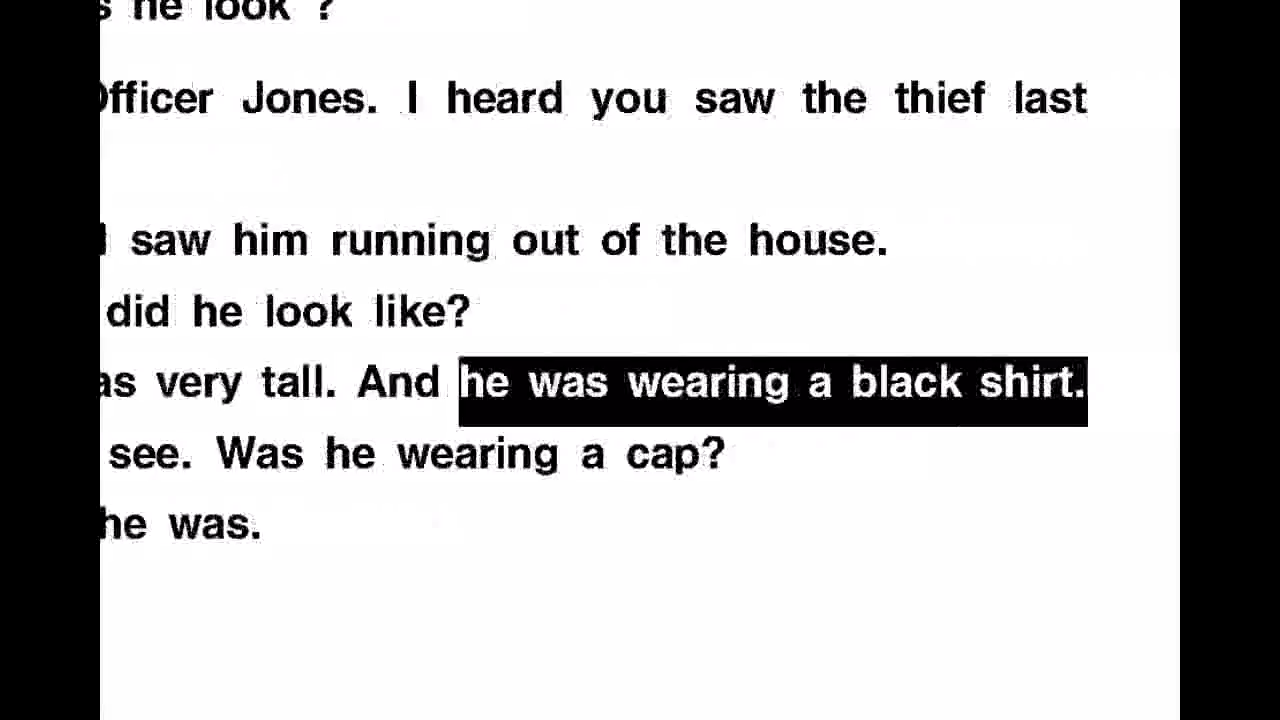 s he look ?
Officer Jones. I heard you saw the thief last
I saw him running out of the house.
did he look like?
as very tall. And he was wearing a black shirt.
see. Was he wearing a cap?
he was.